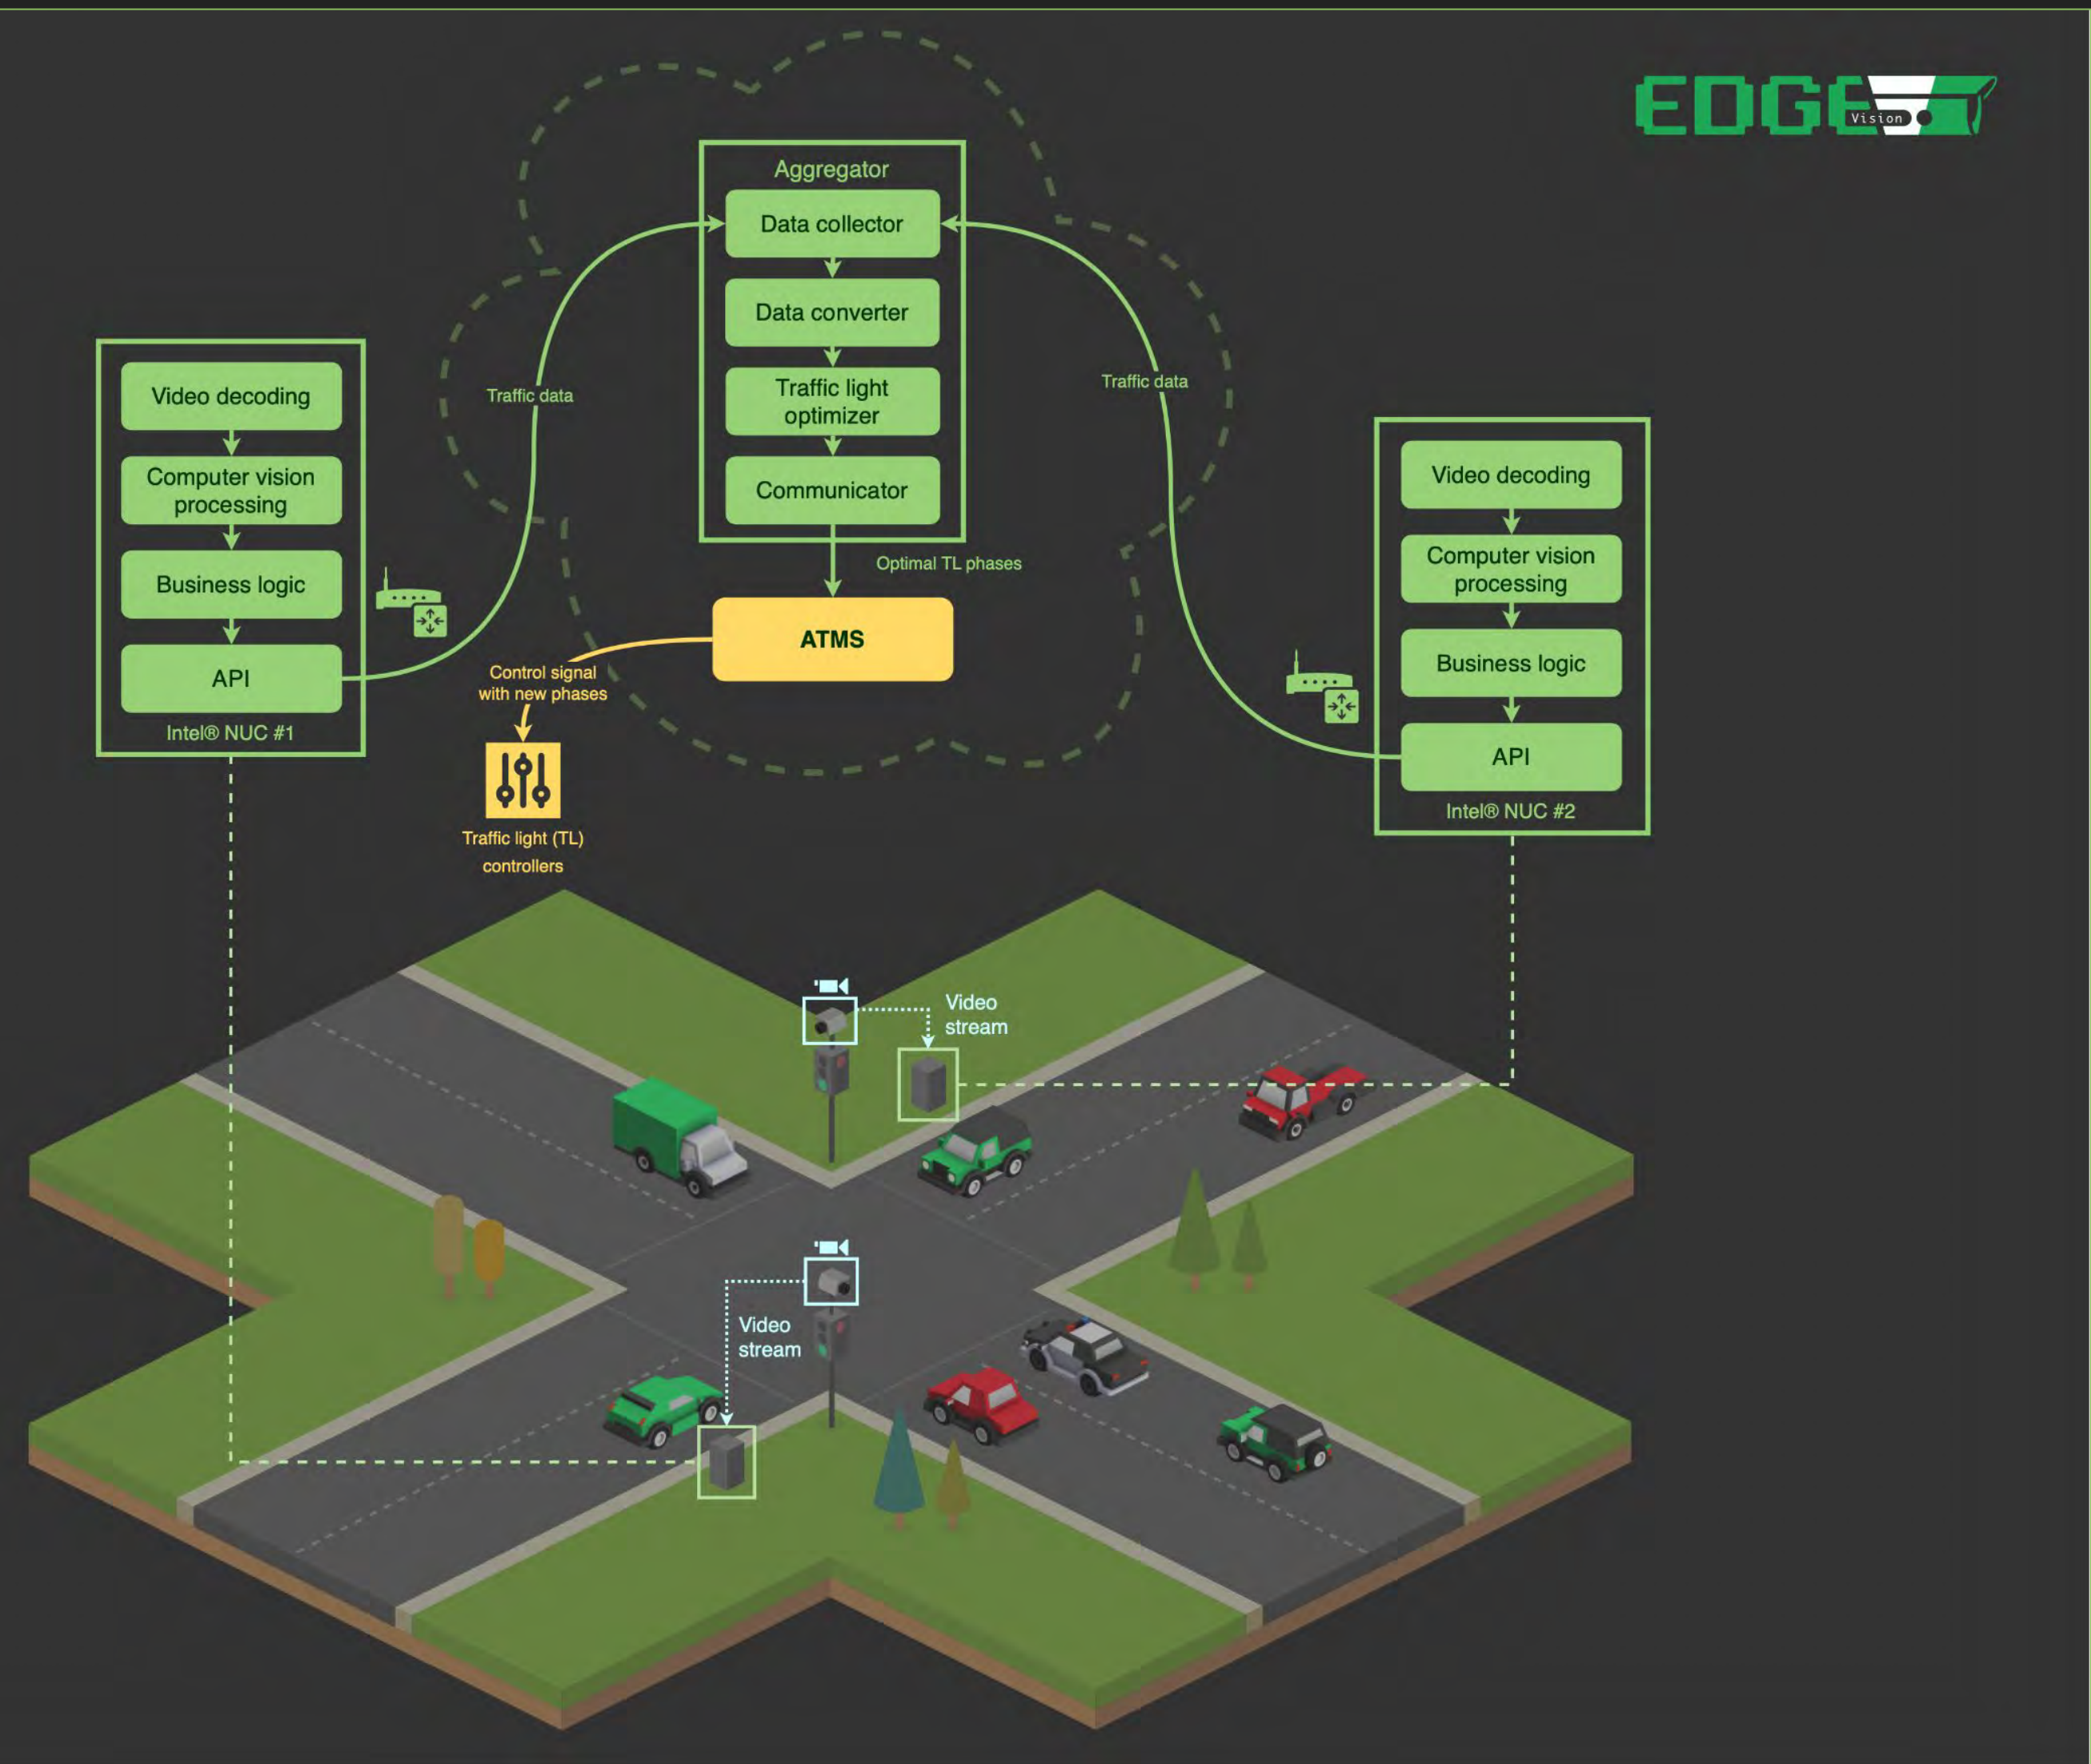 EDGE
Vision
Aggregator
Data collector
Data converter
Traffic light
optimizer
Communicator
Optimal TL phases
ATMS
Traffic data
Traffic data
Video decoding
Computer vision
processing
Business logic
API
Intel® NUC #1
Control signal
with new phases
Traffic light (TL)
controllers
Video decoding
Computer vision
processing
Business logic
API
Intel® NUC #2
Video
stream
Video
stream